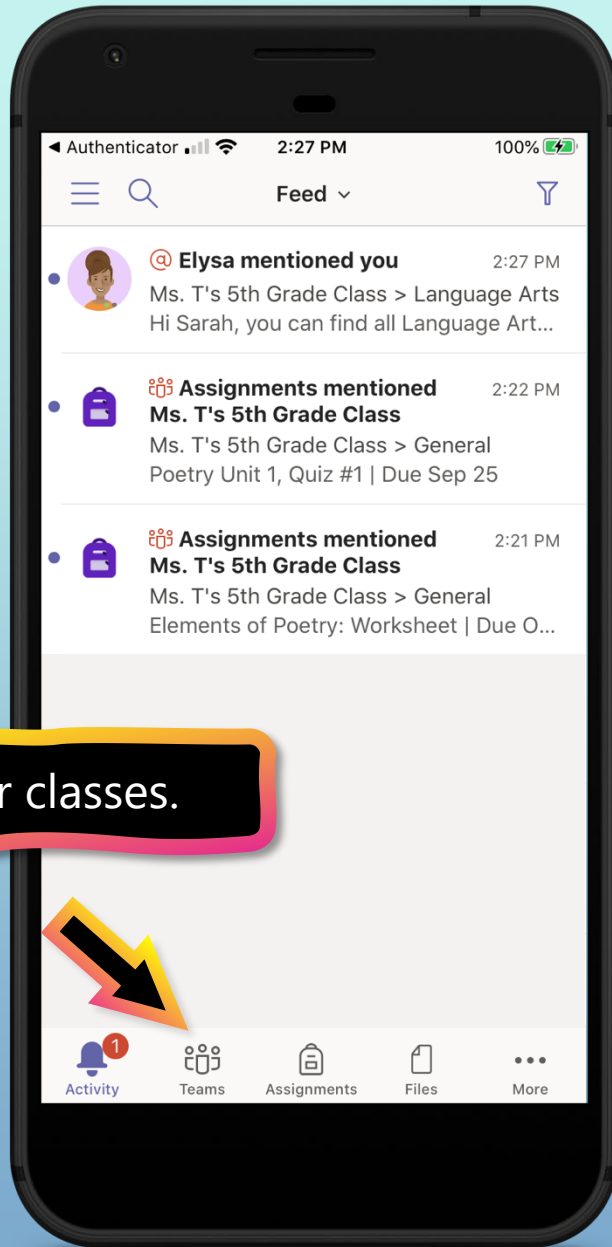 ◀ Authenticator 2:27 PM 100%
Feed
@ Elysa mentioned you 2:27 PM
Ms. T's 5th Grade Class > Language Arts
Hi Sarah, you can find all Language Art...
Assignments mentioned 2:22 PM
Ms. T's 5th Grade Class
Ms. T's 5th Grade Class > General
Poetry Unit 1, Quiz #1 | Due Sep 25
Assignments mentioned 2:21 PM
Ms. T's 5th Grade Class
Ms. T's 5th Grade Class > General
Elements of Poetry: Worksheet | Due O...
r classes.
1
Activity Teams Assignments Files More